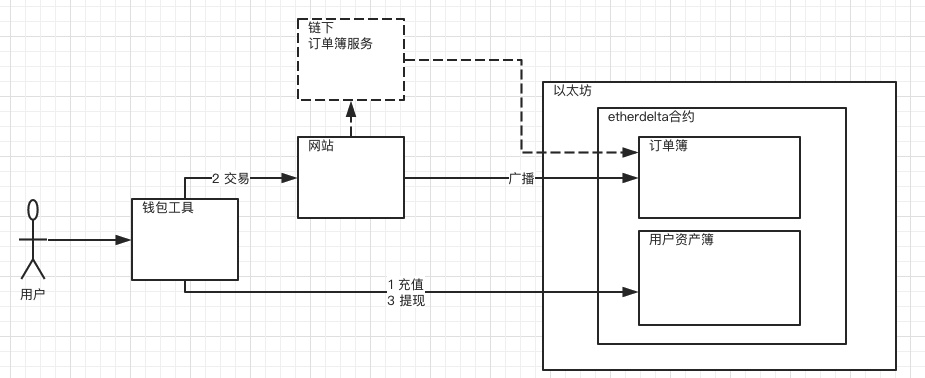 链下
订单簿服务
以太坊
etherdelta合约
网站
订单簿
2 交易
广播
钱包工具
用户资产簿
用户
1 充值
3 提现